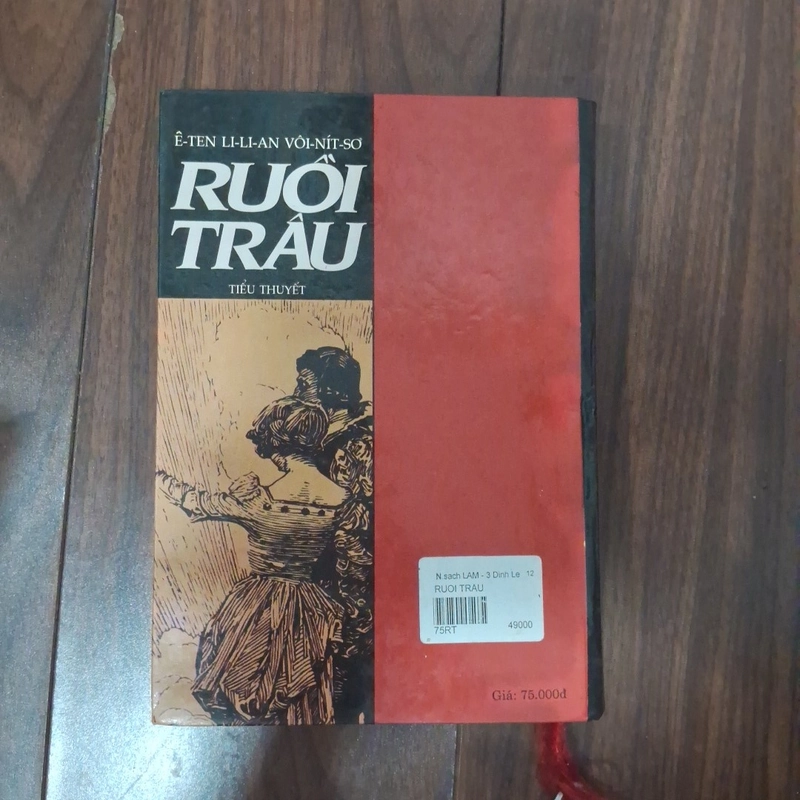 Ê-TEN LI-LI-AN VÔI-NÍT-SƠ
RUỒI
TRÂU
TIỂU THUYẾT
N.sach LAM - 3 Dinh Le 12
RUOI TRAU
75RT 49000
Giá: 75.000đ